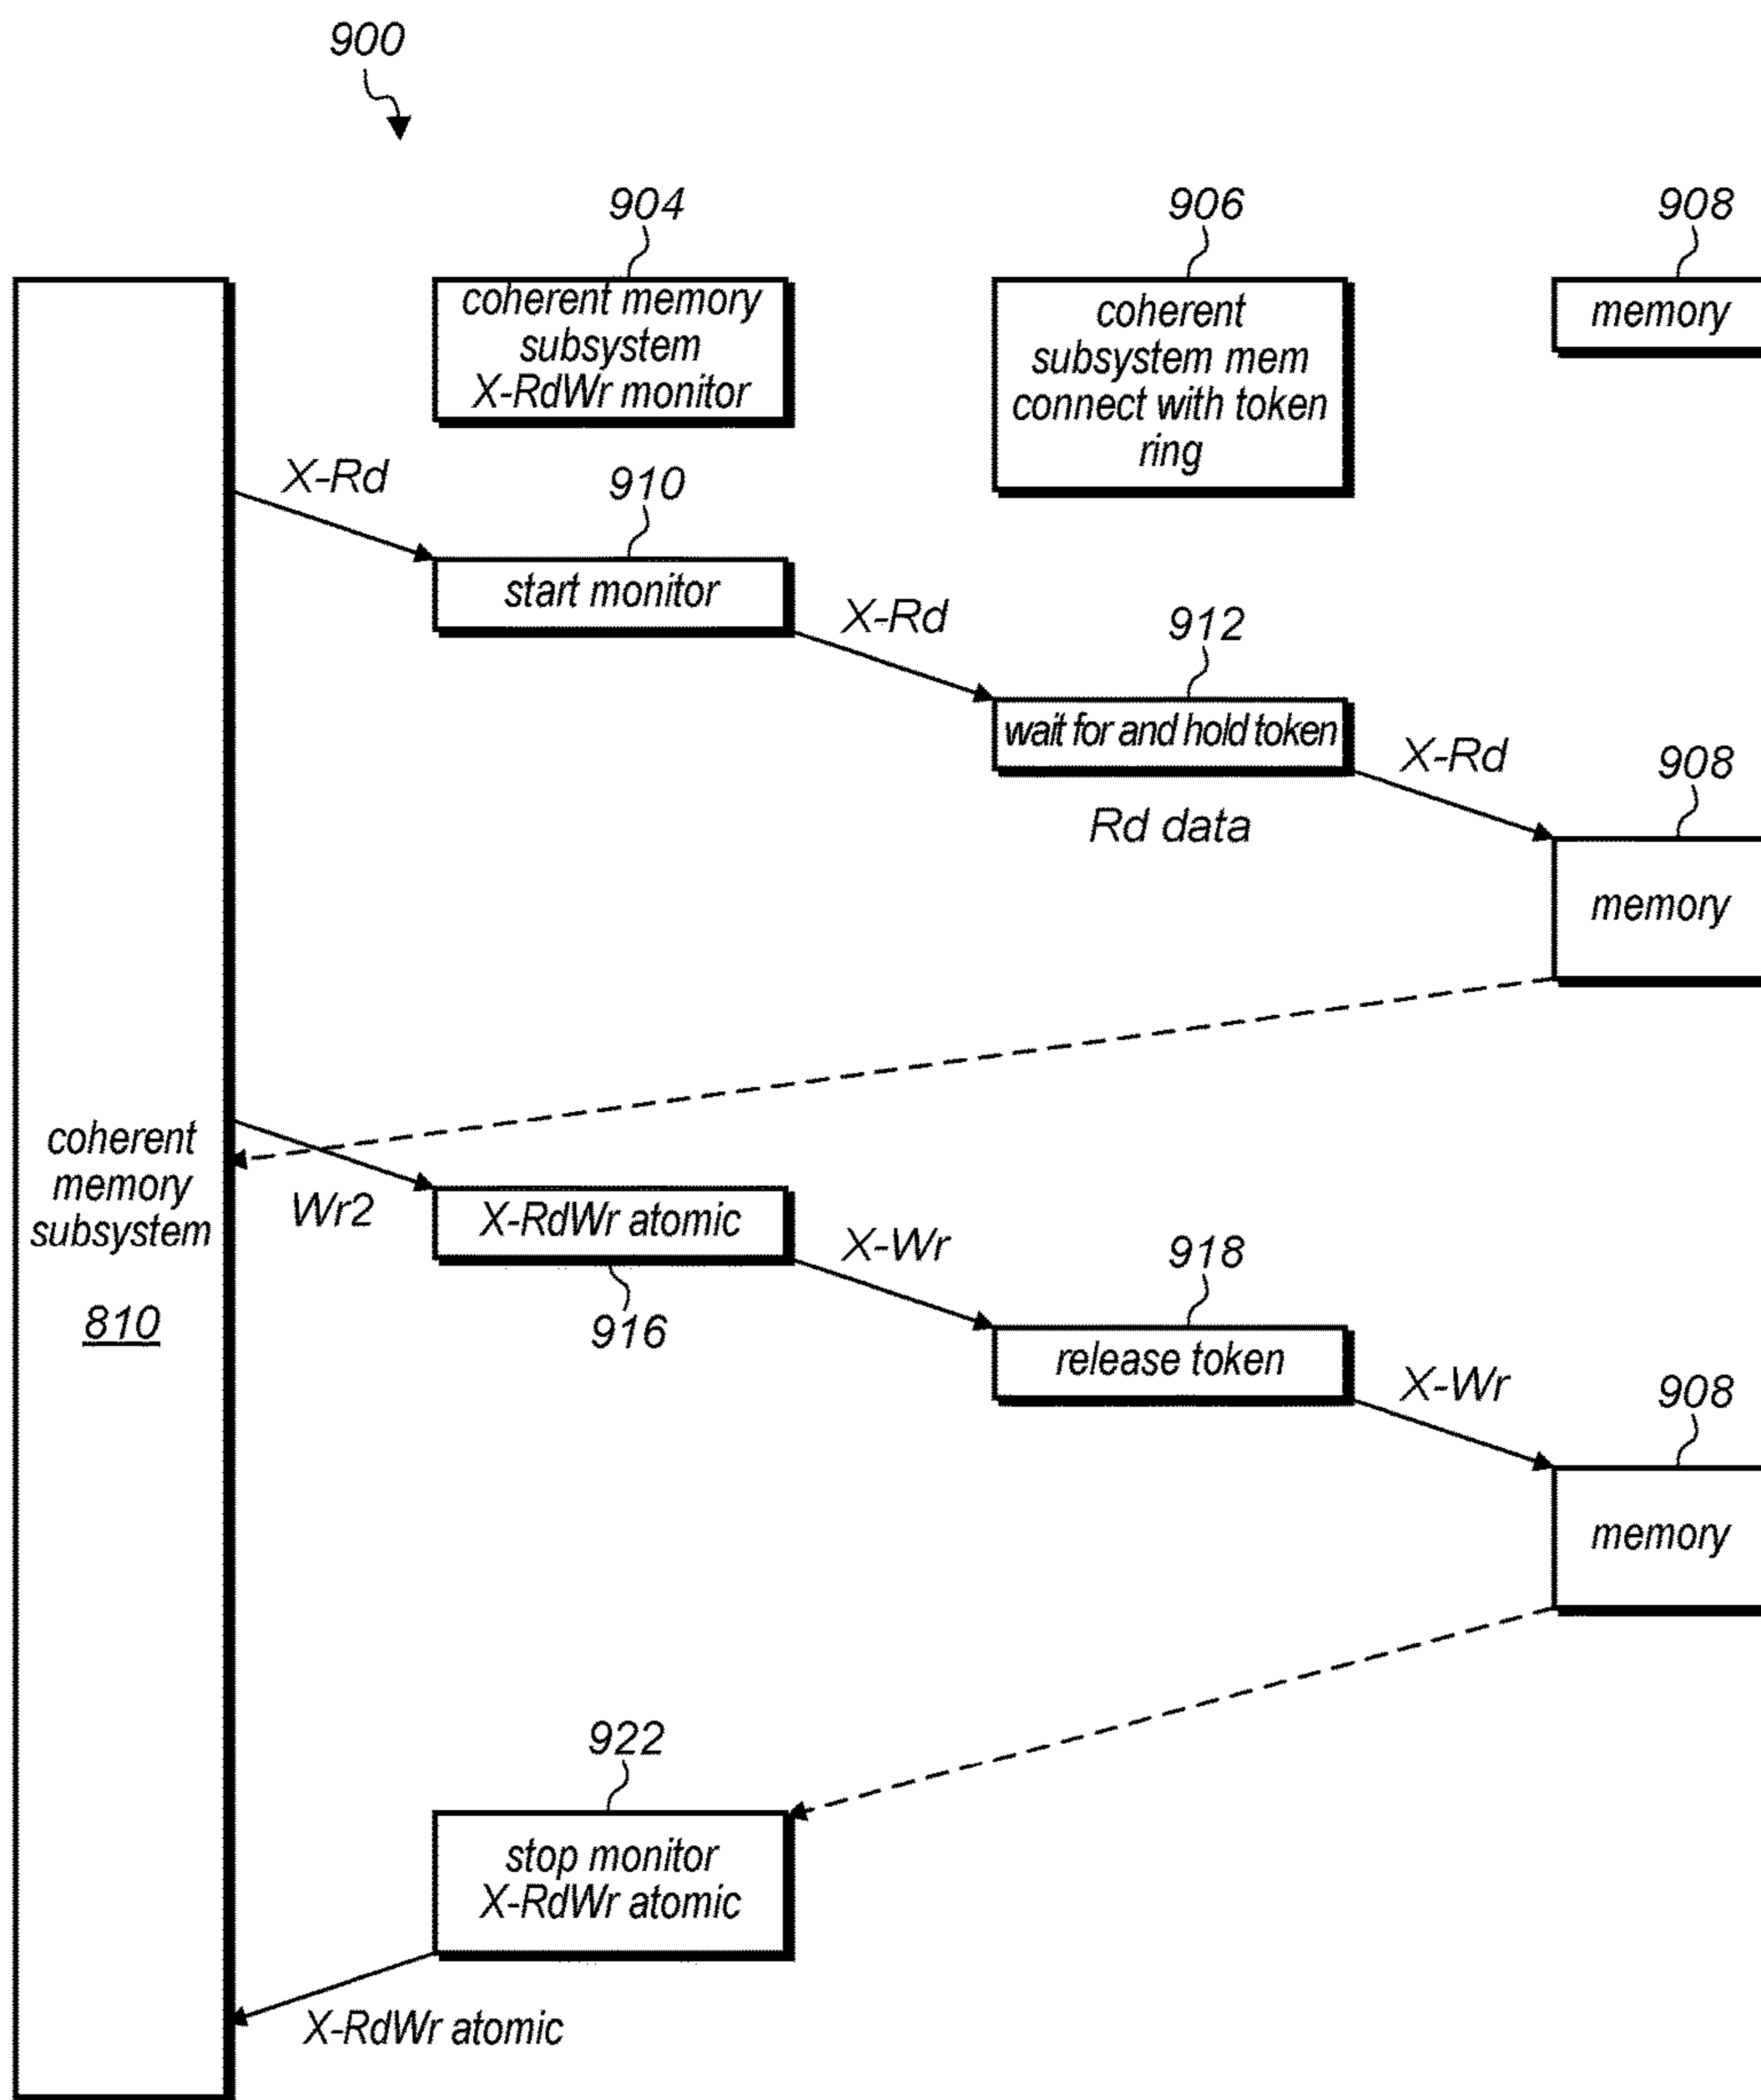 900
904
906
908
coherent memory
subsystem
X-RdWr monitor
coherent
subsystem mem
connect with token
ring
memory
X-Rd
910
start monitor
X-Rd
912
wait for and hold token
X-Rd
908
Rd data
memory
coherent
memory
subsystem
810
Wr2
X-RdWr atomic
916
X-Wr
918
release token
X-Wr
908
memory
922
stop monitor
X-RdWr atomic
X-RdWr atomic